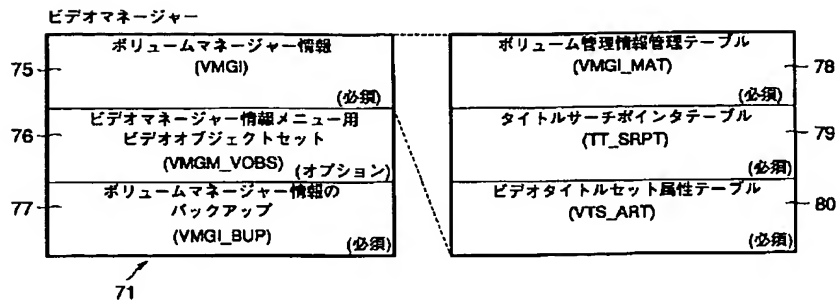 ビデオマネージャー
ボリュームマネージャー情報
(VMGI)
(必須)
75
ビデオマネージャー情報メニュー用
ビデオオブジェクトセット
(VMGM_VOBS)
(オプション)
76
ボリュームマネージャー情報の
バックアップ
(VMGI_BUP)
(必須)
77
71
ボリューム管理情報管理テーブル
(VMGI_MAT)
(必須)
78
タイトルサーチポインタテーブル
(TT_SRPT)
(必須)
79
ビデオタイトルセット属性テーブル
(VTS_ART)
(必須)
80